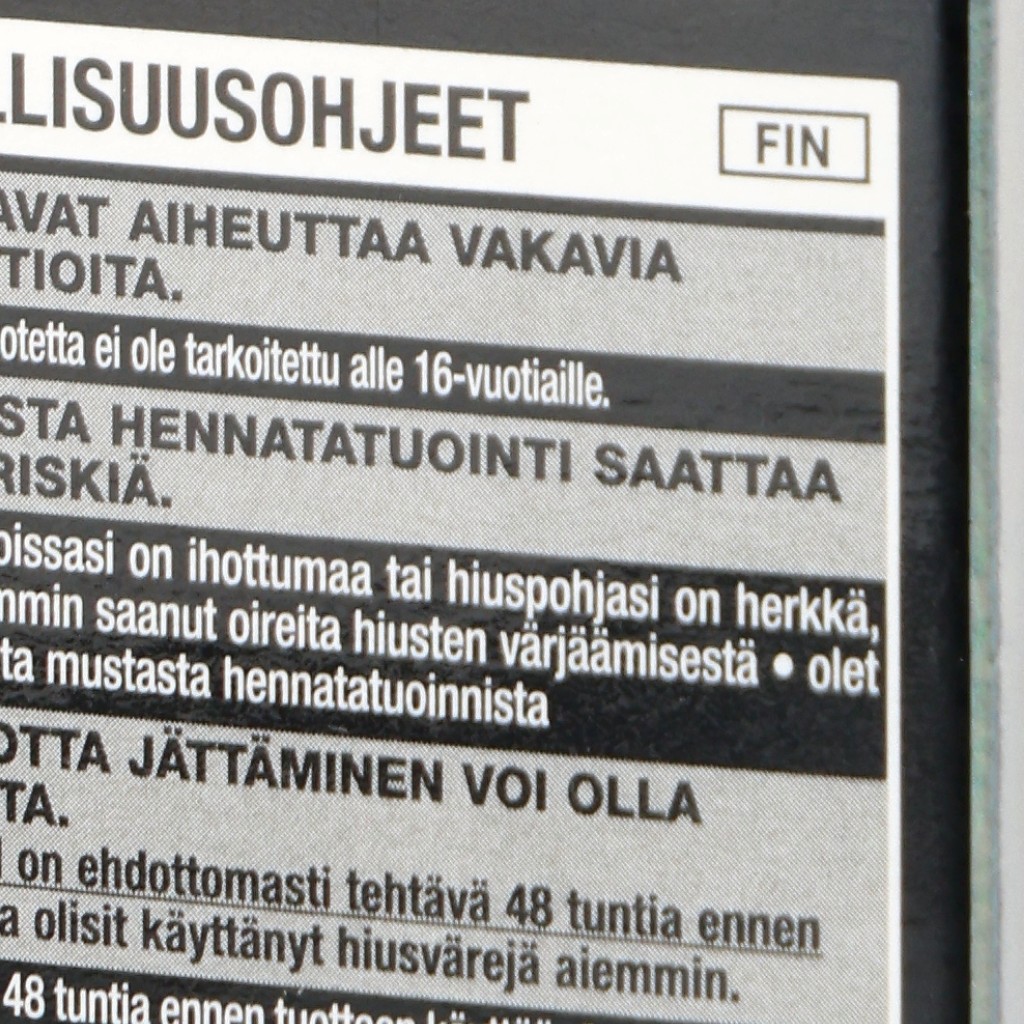 LLISUUSOHJEET
FIN
AVAT AIHEUTTAA VAKAVIA
TIOITA.
otetta ei ole tarkoitettu alle 16-vuotiaille.
STA HENNATATUOINTI SAATTAA
RISKIÄ.
oissasi on ihottumaa tai hiuspohjasi on herkkä,
mmin saanut oireita hiusten värjäämisestä • olet
ta mustasta hennatatuoinnista
OTTA JÄTTÄMINEN VOI OLLA
TA.
on ehdottomasti tehtävä 48 tuntia ennen
a olisit käyttänyt hiusvärejä aiemmin.
48 tuntia ennen tuotteen